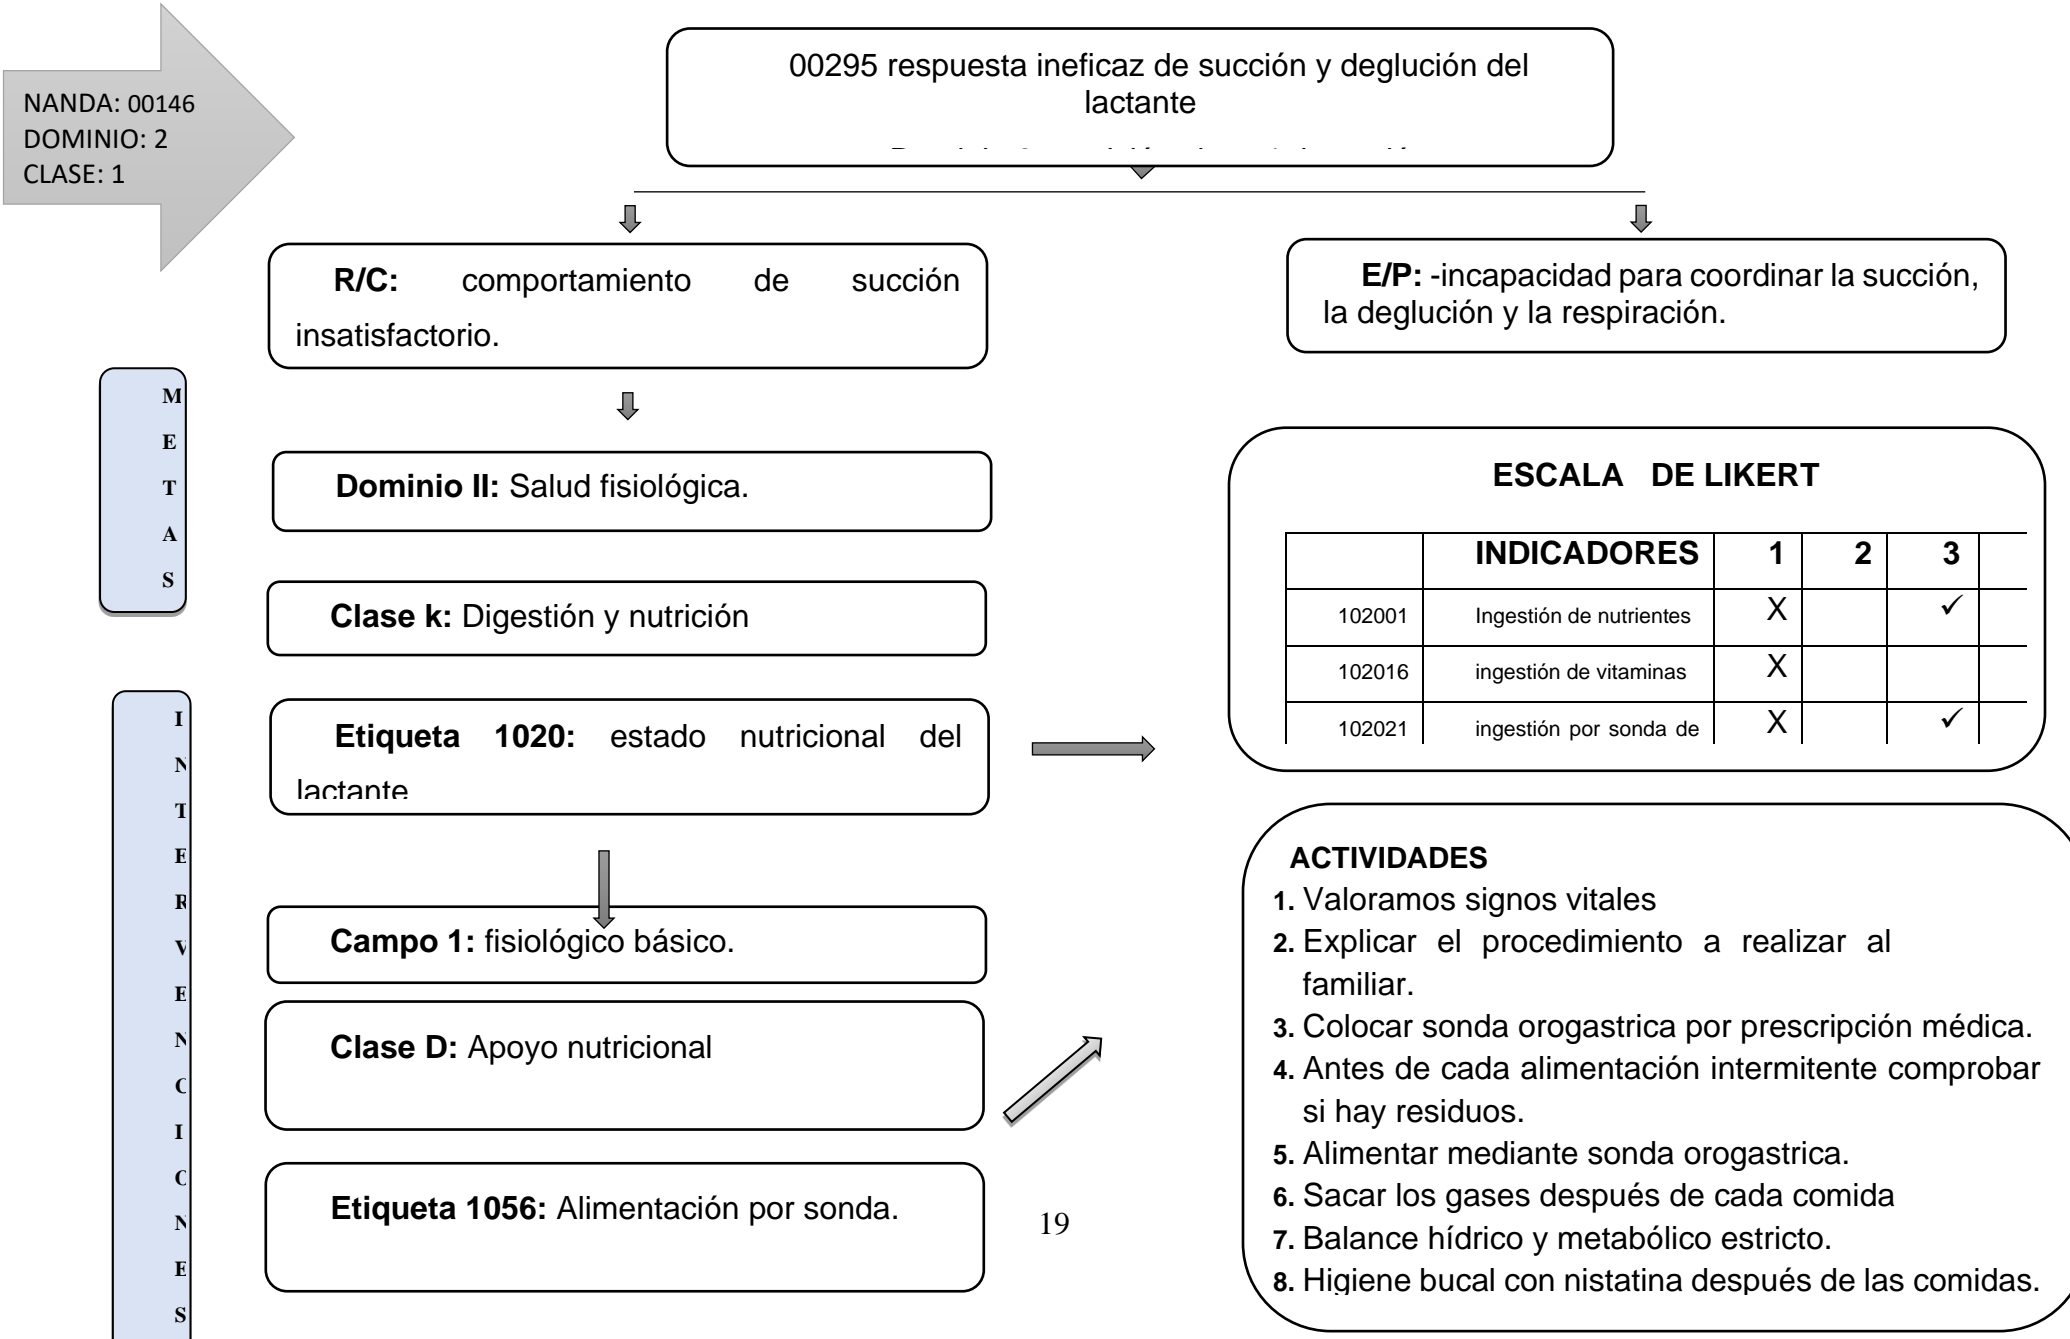 NANDA: 00146
DOMINIO: 2
CLASE: 1
00295 respuesta ineficaz de succión y deglución del
lactante
R/C: comportamiento de succión
insatisfactorio.
E/P: -incapacidad para coordinar la succión,
la deglución y la respiración.
M
E
T
A
S
Dominio II: Salud fisiológica.
Clase k: Digestión y nutrición
Etiqueta 1020: estado nutricional del
lactante
ESCALA DE LIKERT
INDICADORES 1 2 3
102001 Ingestión de nutrientes X ✓
102016 ingestión de vitaminas X
102021 ingestión por sonda de X ✓
I
N
T
E
R
V
E
N
C
I
O
N
E
S
Campo 1: fisiológico básico.
Clase D: Apoyo nutricional
Etiqueta 1056: Alimentación por sonda.
ACTIVIDADES
1. Valoramos signos vitales
2. Explicar el procedimiento a realizar al
familiar.
3. Colocar sonda orogastrica por prescripción médica.
4. Antes de cada alimentación intermitente comprobar
si hay residuos.
5. Alimentar mediante sonda orogastrica.
6. Sacar los gases después de cada comida
7. Balance hídrico y metabólico estricto.
8. Higiene bucal con nistatina después de las comidas.
19